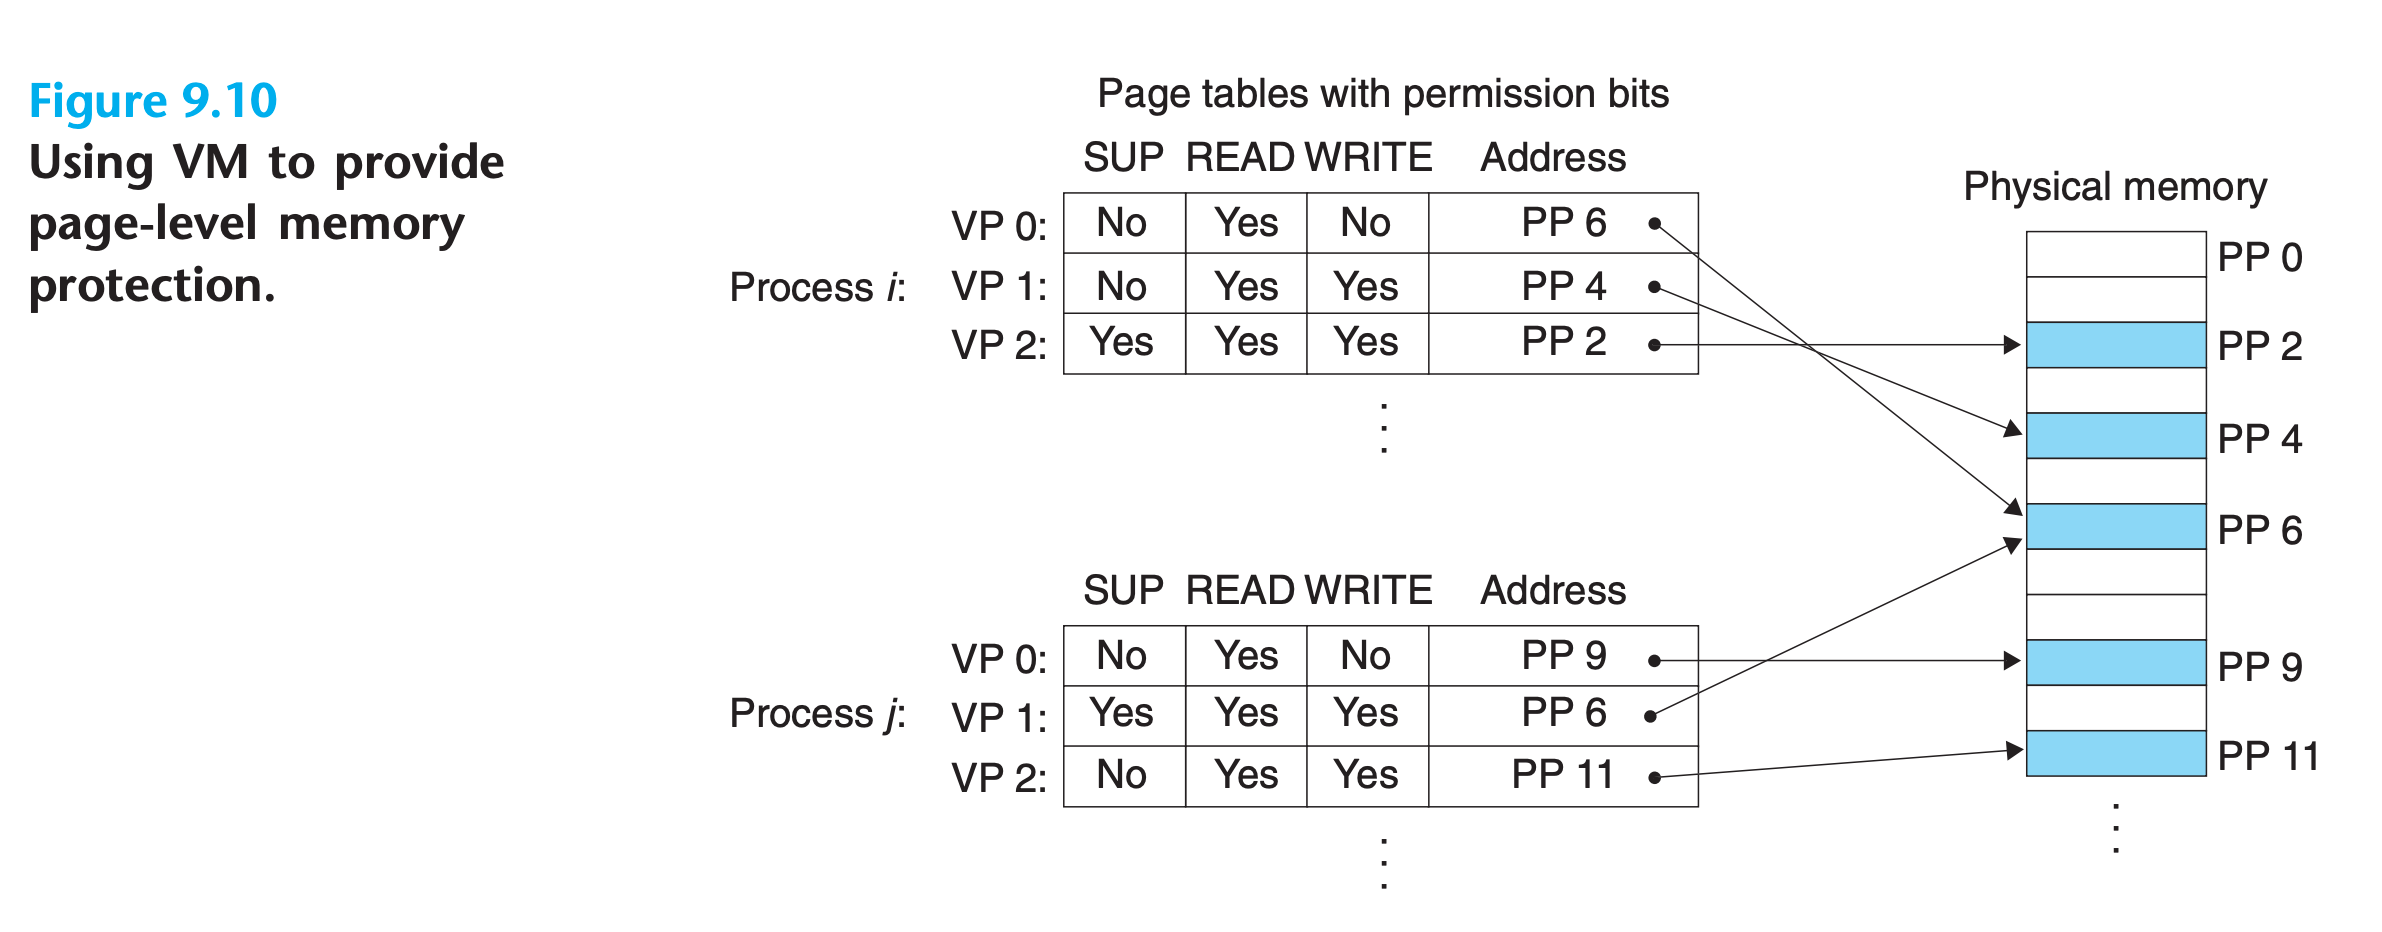 Figure 9.10
Using VM to provide
page-level memory
protection.
Page tables with permission bits
SUP READ WRITE Address
Process i:
VP 0: No Yes No PP 6
VP 1: No Yes Yes PP 4
VP 2: Yes Yes Yes PP 2
SUP READ WRITE Address
Process j:
VP 0: No Yes No PP 9
VP 1: Yes Yes Yes PP 6
VP 2: No Yes Yes PP 11
Physical memory
PP 0
PP 2
PP 4
PP 6
PP 9
PP 11